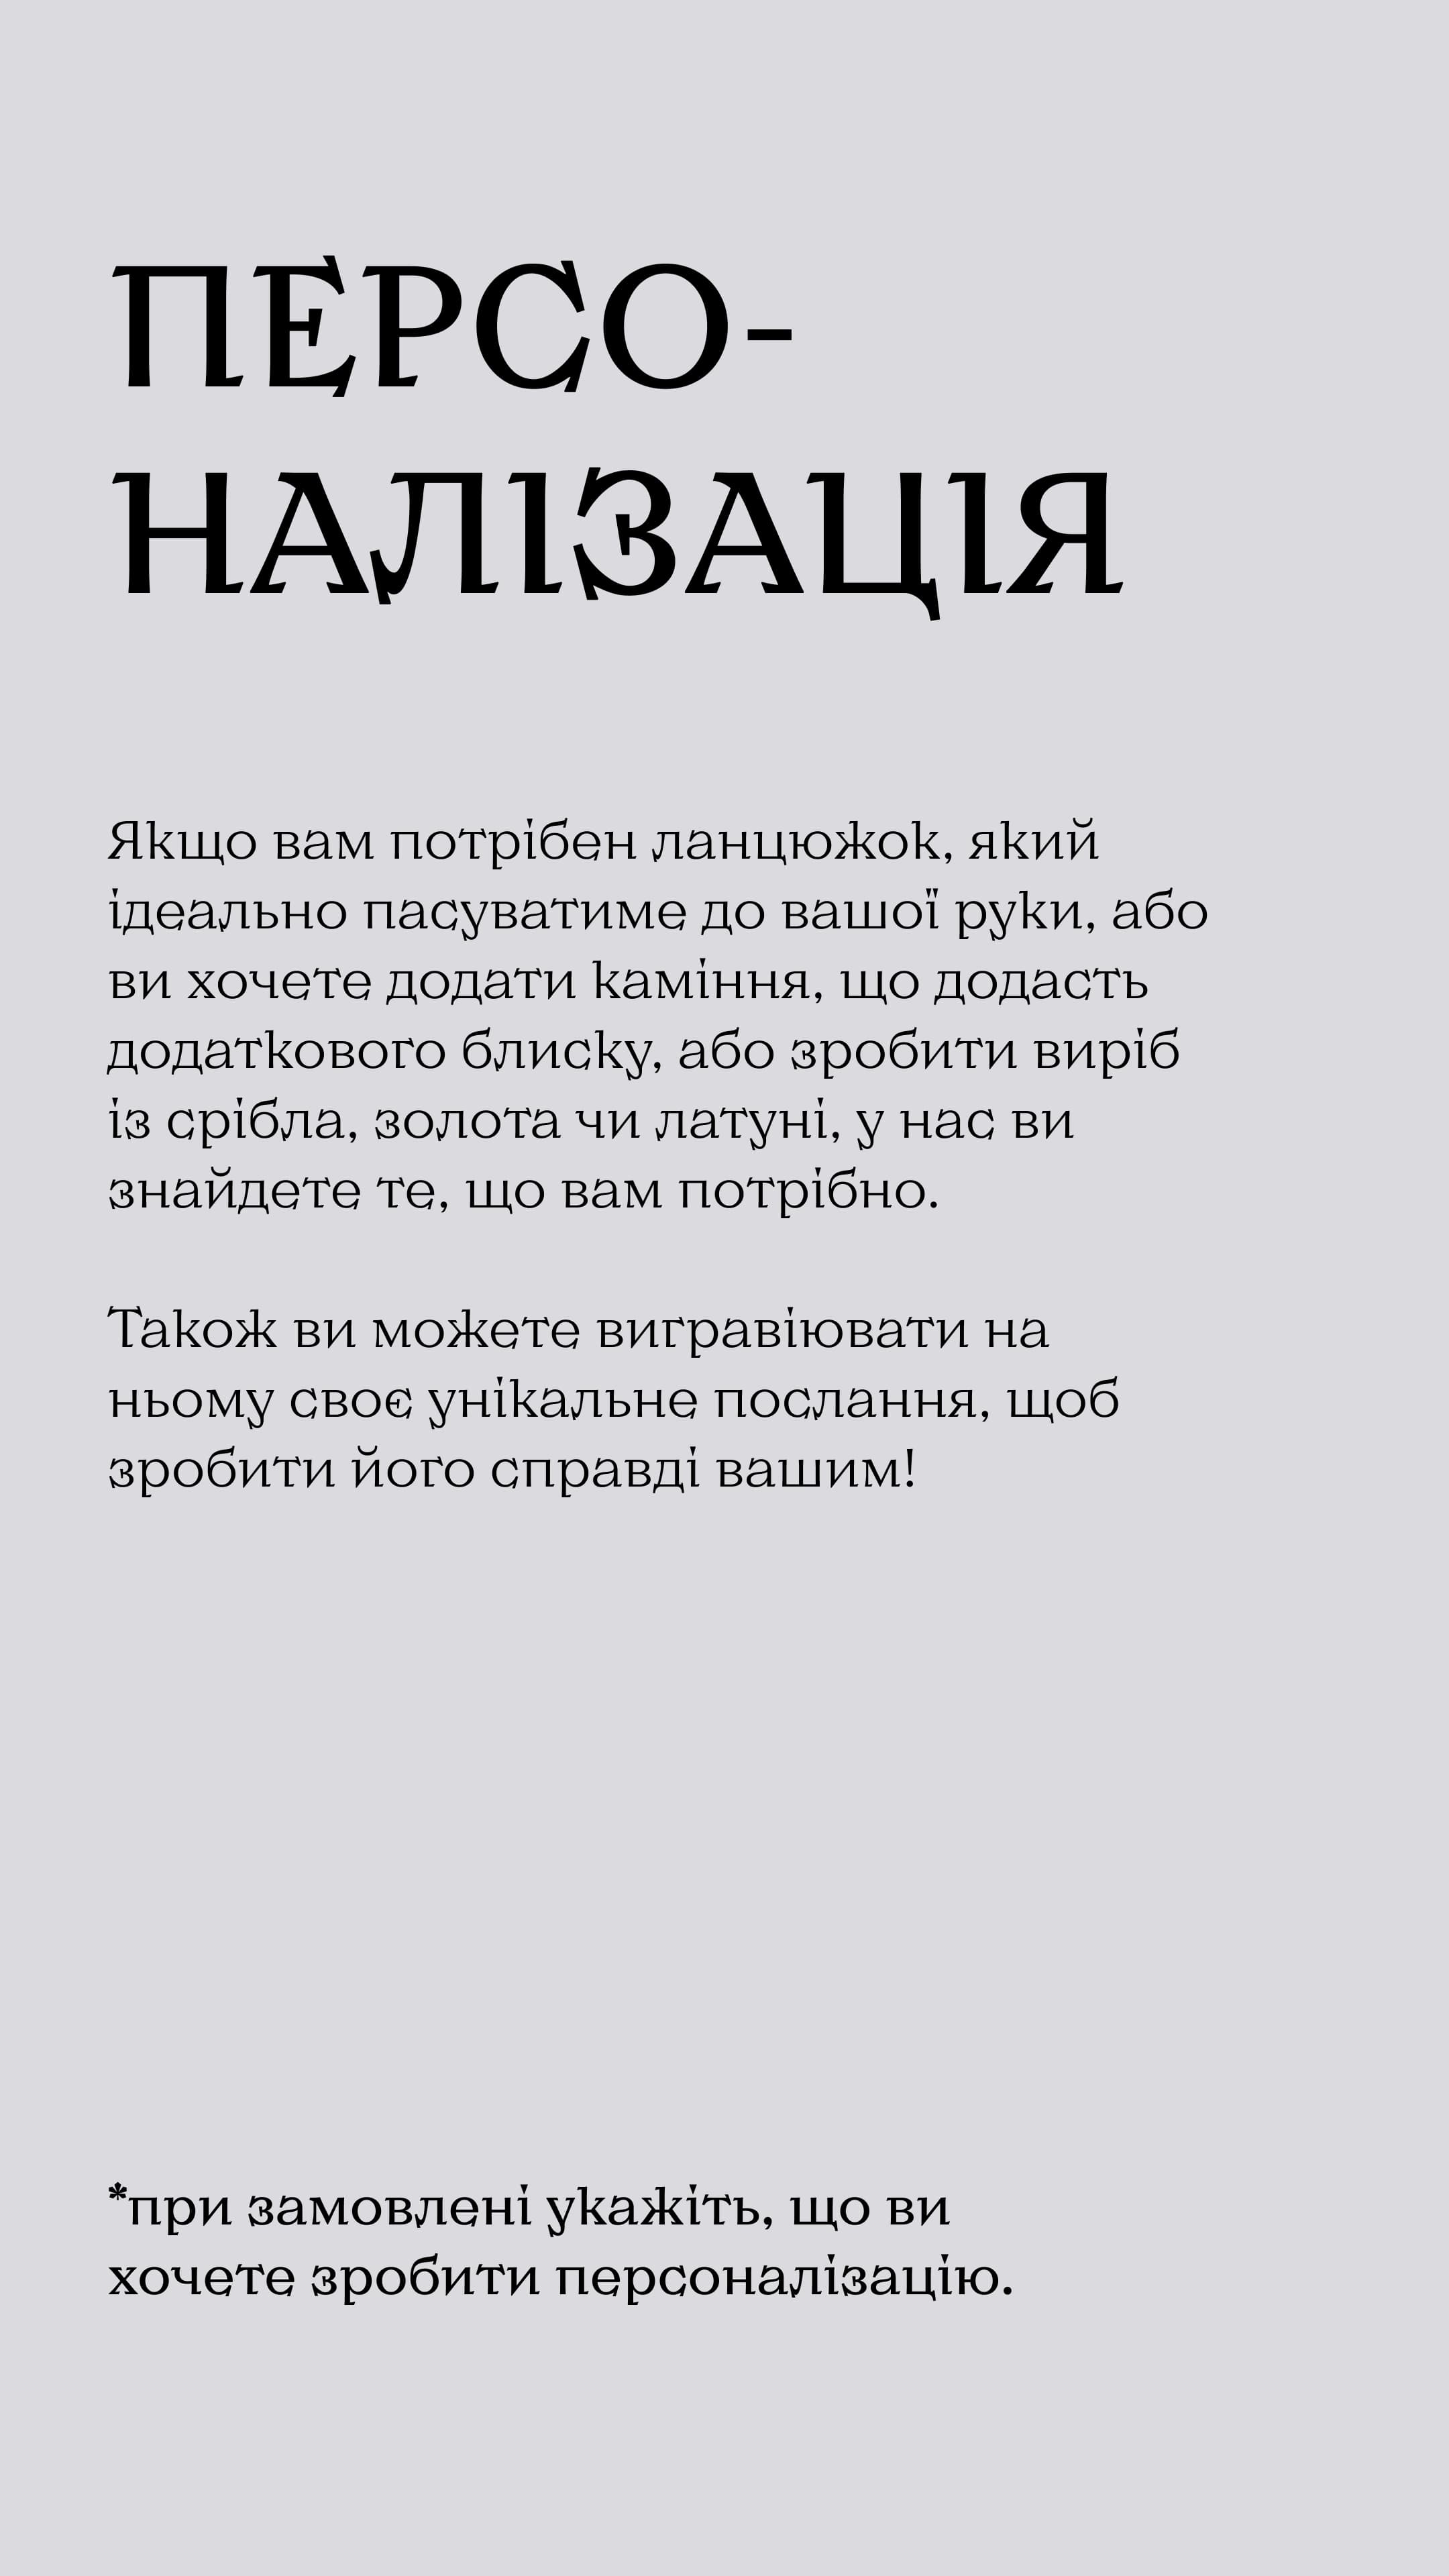 ПЕРСО-
НАЛІЗАЦІЯ
Якщо вам потрібен ланцюжок, який
ідеально пасуватиме до вашої руки, або
ви хочете додати каміння, що додасть
додаткового блиску, або зробити виріб
із срібла, золота чи латуні, у нас ви
знайдете те, що вам потрібно.
Також ви можете вигравіювати на
ньому своє унікальне послання, щоб
зробити його справді вашим!
*при замовлені укажіть, що ви
хочете зробити персоналізацію.